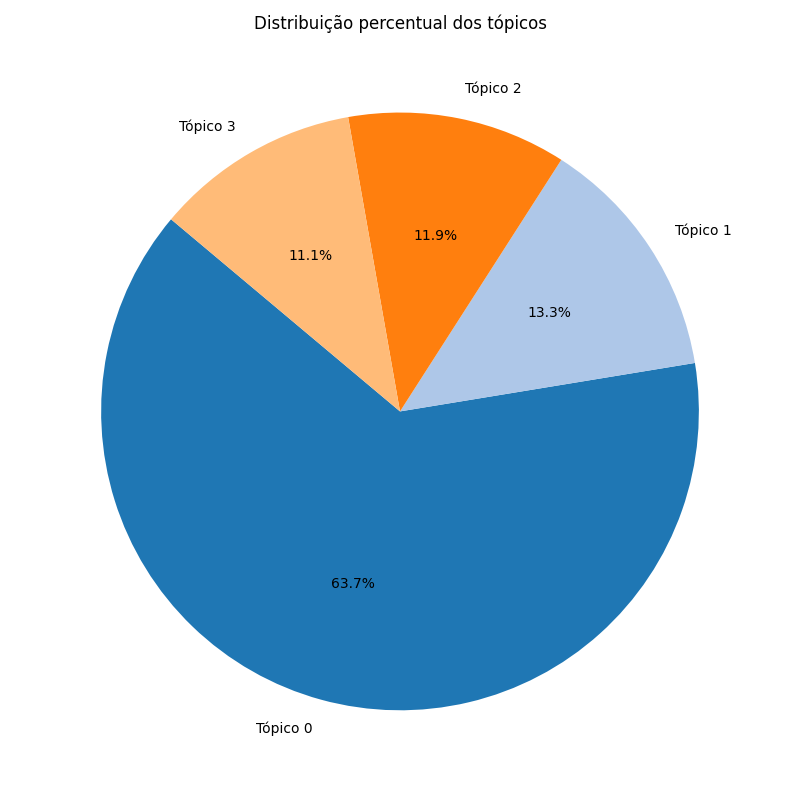 Distribuição percentual dos tópicos
Tópico 2
Tópico 3
Tópico 1
11.9%
11.1%
13.3%
63.7%
Tópico 0